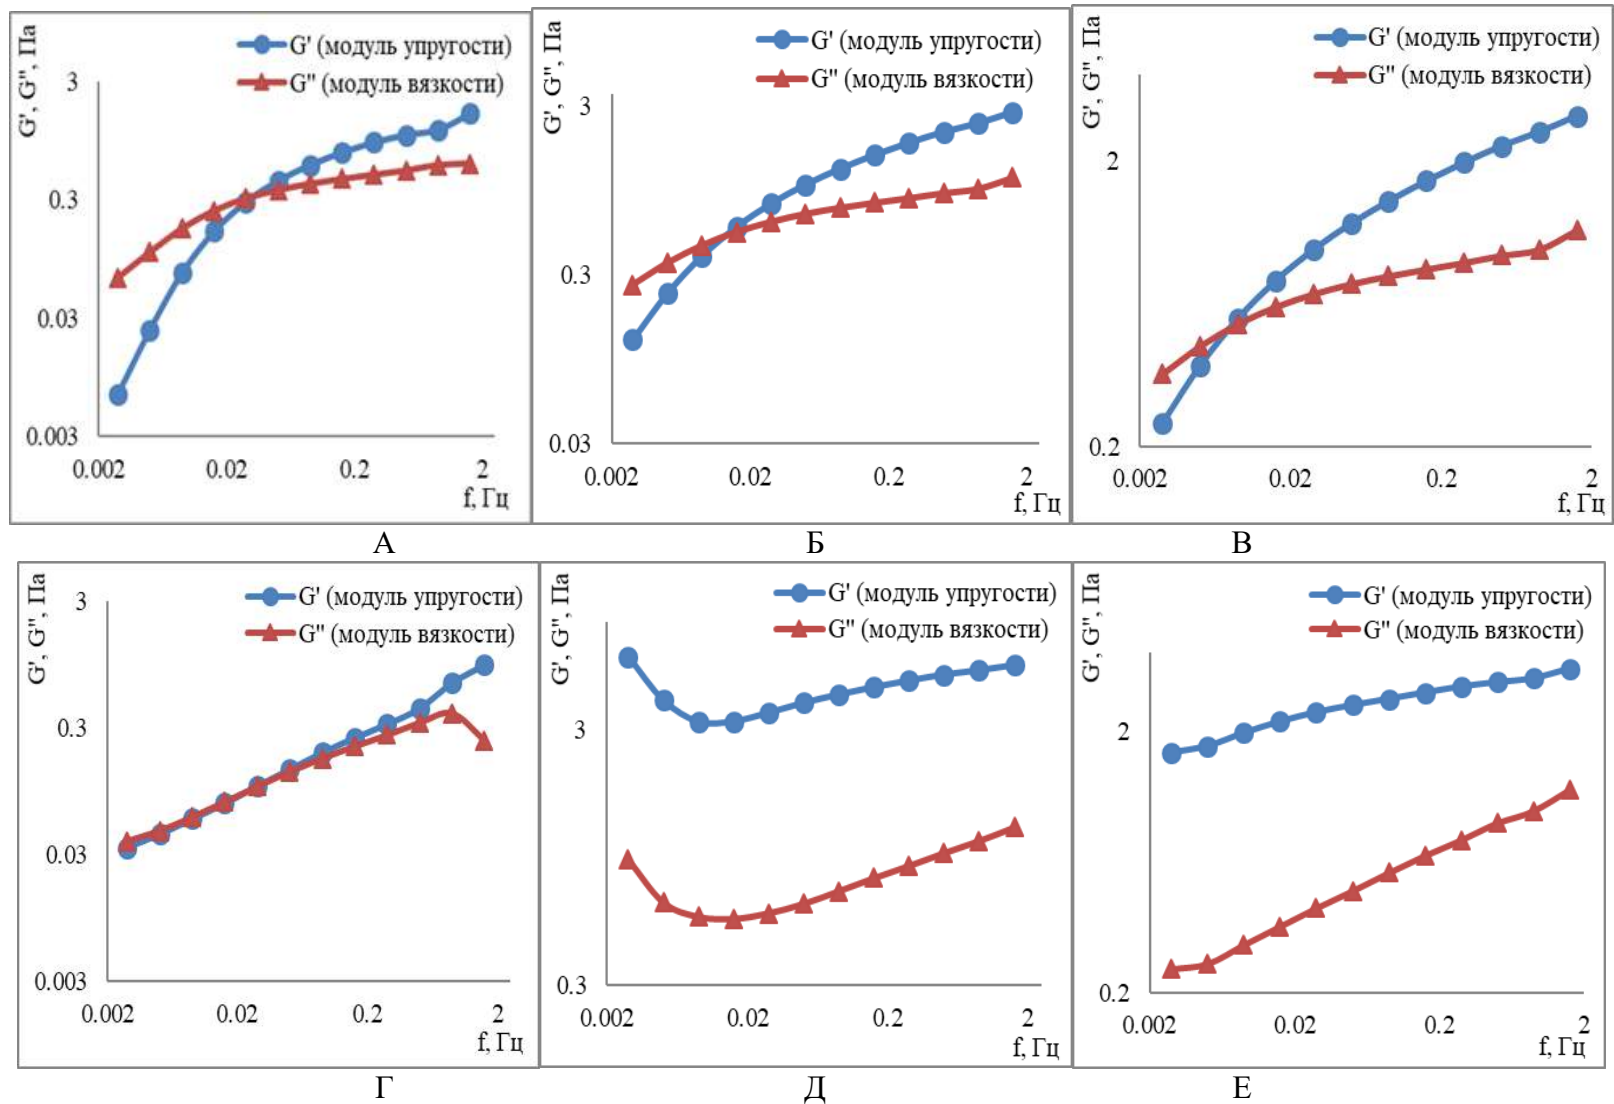 G' (модуль упругости)
G'' (модуль вязкости)
G', G'', Па
3
0.3
0.03
0.003
0.002 0.02 0.2 2
f, Гц
А
G' (модуль упругости)
G'' (модуль вязкости)
G', G'', Па
3
0.3
0.03
0.002 0.02 0.2 2
f, Гц
Б
G' (модуль упругости)
G'' (модуль вязкости)
G', G'', Па
2
0.2
0.002 0.02 0.2 2
f, Гц
В
G' (модуль упругости)
G'' (модуль вязкости)
G', G'', Па
3
0.3
0.03
0.003
0.002 0.02 0.2 2
f, Гц
Г
G' (модуль упругости)
G'' (модуль вязкости)
G', G'', Па
3
0.3
0.002 0.02 0.2 2
f, Гц
Д
G' (модуль упругости)
G'' (модуль вязкости)
G', G'', Па
2
0.2
0.002 0.02 0.2 2
f, Гц
Е